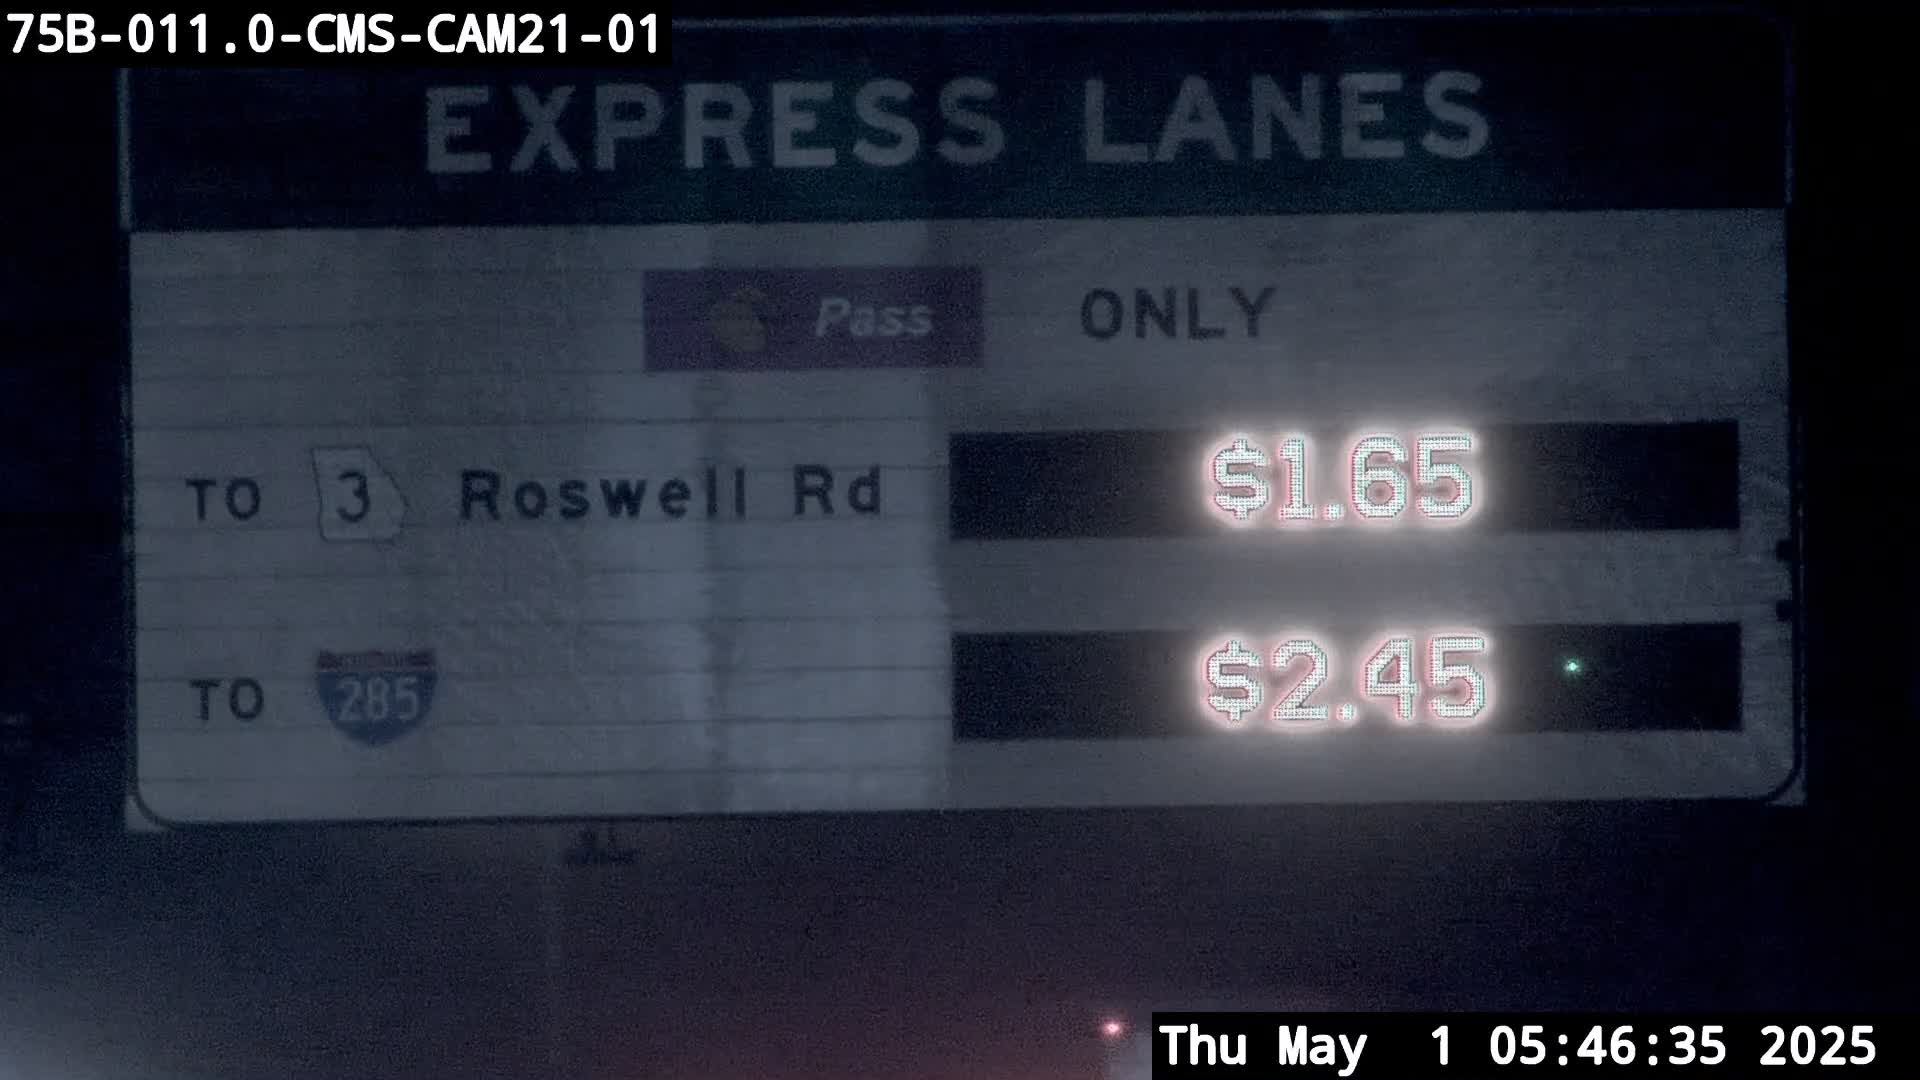 75B-011.0-CMS-CAM21-01
EXPRESS LANES
Pass ONLY
TO 3 Roswell Rd $1.65
TO 285 $2.45
Thu May 1 05:46:35 2025